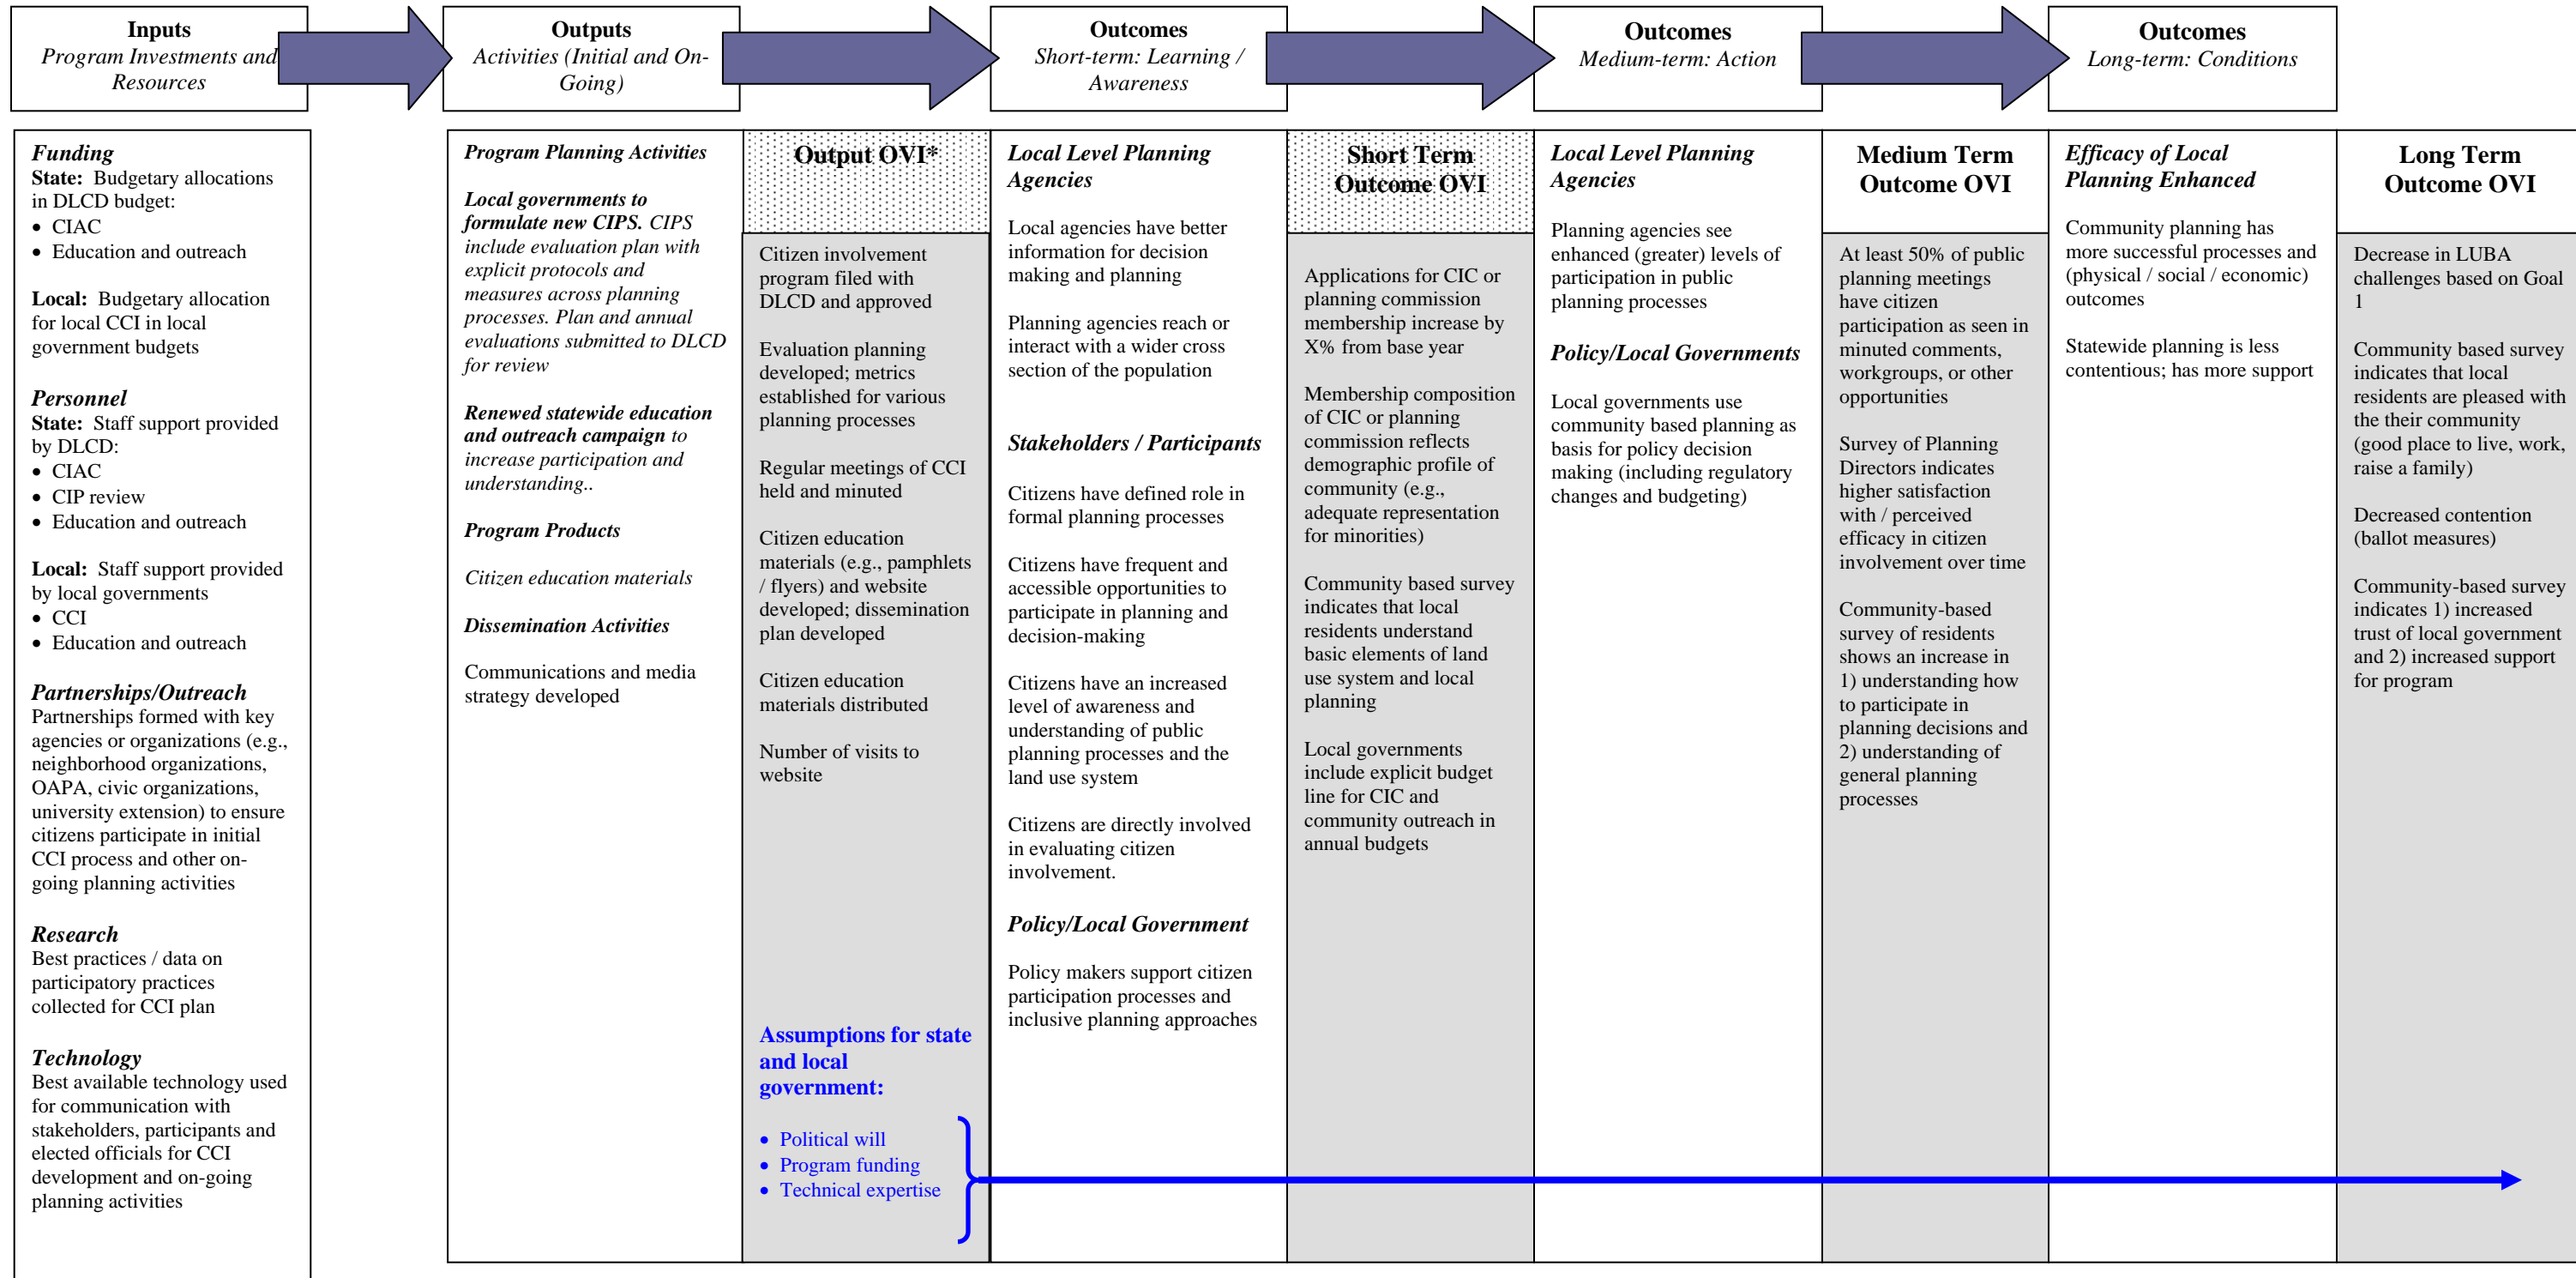 Inputs
Program Investments and
Resources
Outputs
Activities (Initial and On-
Going)
Outcomes
Short-term: Learning /
Awareness
Outcomes
Medium-term: Action
Outcomes
Long-term: Conditions
Funding
State: Budgetary allocations
in DLCD budget:
• CIAC
• Education and outreach
Local: Budgetary allocation
for local CCI in local
government budgets
Personnel
State: Staff support provided
by DLCD:
• CIAC
• CIP review
• Education and outreach
Local: Staff support provided
by local governments
• CCI
• Education and outreach
Partnerships/Outreach
Partnerships formed with key
agencies or organizations (e.g.,
neighborhood organizations,
OAPA, civic organizations,
university extension) to ensure
citizens participate in initial
CCI process and other on-
going planning activities
Research
Best practices / data on
participatory practices
collected for CCI plan
Technology
Best available technology used
for communication with
stakeholders, participants and
elected officials for CCI
development and on-going
planning activities
Program Planning Activities
Local governments to
formulate new CIPS. CIPS
include evaluation plan with
explicit protocols and
measures across planning
processes. Plan and annual
evaluations submitted to DLCD
for review
Renewed statewide education
and outreach campaign to
increase participation and
understanding..
Program Products
Citizen education materials
Dissemination Activities
Communications and media
strategy developed
Output OVI*
Citizen involvement
program filed with
DLCD and approved
Evaluation planning
developed; metrics
established for various
planning processes
Regular meetings of CCI
held and minuted
Citizen education
materials (e.g., pamphlets
/ flyers) and website
developed; dissemination
plan developed
Citizen education
materials distributed
Number of visits to
website
Assumptions for state
and local
government:
• Political will
• Program funding
• Technical expertise
Local Level Planning
Agencies
Local agencies have better
information for decision
making and planning
Planning agencies reach or
interact with a wider cross
section of the population
Stakeholders / Participants
Citizens have defined role in
formal planning processes
Citizens have frequent and
accessible opportunities to
participate in planning and
decision-making
Citizens have an increased
level of awareness and
understanding of public
planning processes and the
land use system
Citizens are directly involved
in evaluating citizen
involvement.
Policy/Local Government
Policy makers support citizen
participation processes and
inclusive planning approaches
Short Term
Outcome OVI
Applications for CIC or
planning commission
membership increase by
X% from base year
Membership composition
of CIC or planning
commission reflects
demographic profile of
community (e.g.,
adequate representation
for minorities)
Community based survey
indicates that local
residents understand
basic elements of land
use system and local
planning
Local governments
include explicit budget
line for CIC and
community outreach in
annual budgets
Local Level Planning
Agencies
Planning agencies see
enhanced (greater) levels of
participation in public
planning processes
Policy/Local Governments
Local governments use
community based planning as
basis for policy decision
making (including regulatory
changes and budgeting)
Medium Term
Outcome OVI
At least 50% of public
planning meetings
have citizen
participation as seen in
minuted comments,
workgroups, or other
opportunities
Survey of Planning
Directors indicates
higher satisfaction
with / perceived
efficacy in citizen
involvement over time
Community-based
survey of residents
shows an increase in
1) understanding how
to participate in
planning decisions and
2) understanding of
general planning
processes
Efficacy of Local
Planning Enhanced
Community planning has
more successful processes and
(physical / social / economic)
outcomes
Statewide planning is less
contentious; has more support
Long Term
Outcome OVI
Decrease in LUBA
challenges based on Goal
1
Community based survey
indicates that local
residents are pleased with
the their community
(good place to live, work,
raise a family)
Decreased contention
(ballot measures)
Community-based survey
indicates 1) increased
trust of local government
and 2) increased support
for program